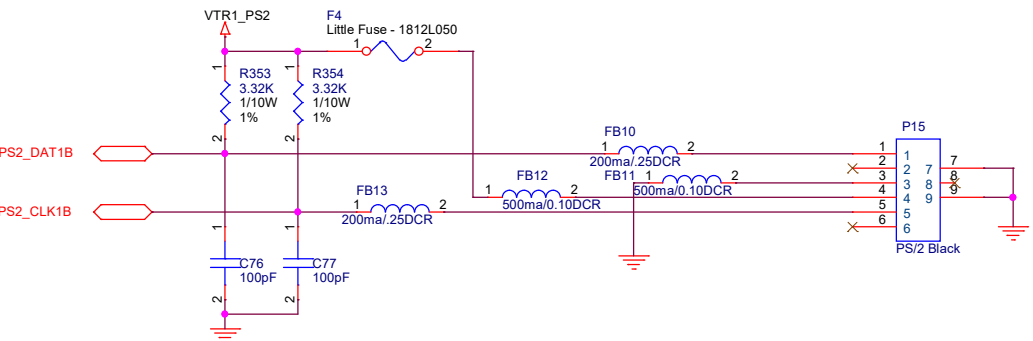 VTR1_PS2
F4
Little Fuse - 1812L050
1
2
1
R353
3.32K
1/10W
1%
2
1
R354
3.32K
1/10W
1%
2
PS2_DAT1B
FB10
1
2
200ma/.25DCR
FB11
1
2
500ma/0.10DCR
FB12
1
2
500ma/0.10DCR
PS2_CLK1B
FB13
1
2
200ma/.25DCR
P15
1
2
3
4
5
6
1
2
3
4
5
6
7
8
9
7
8
9
PS/2 Black
1
C76
100pF
2
1
C77
100pF
2